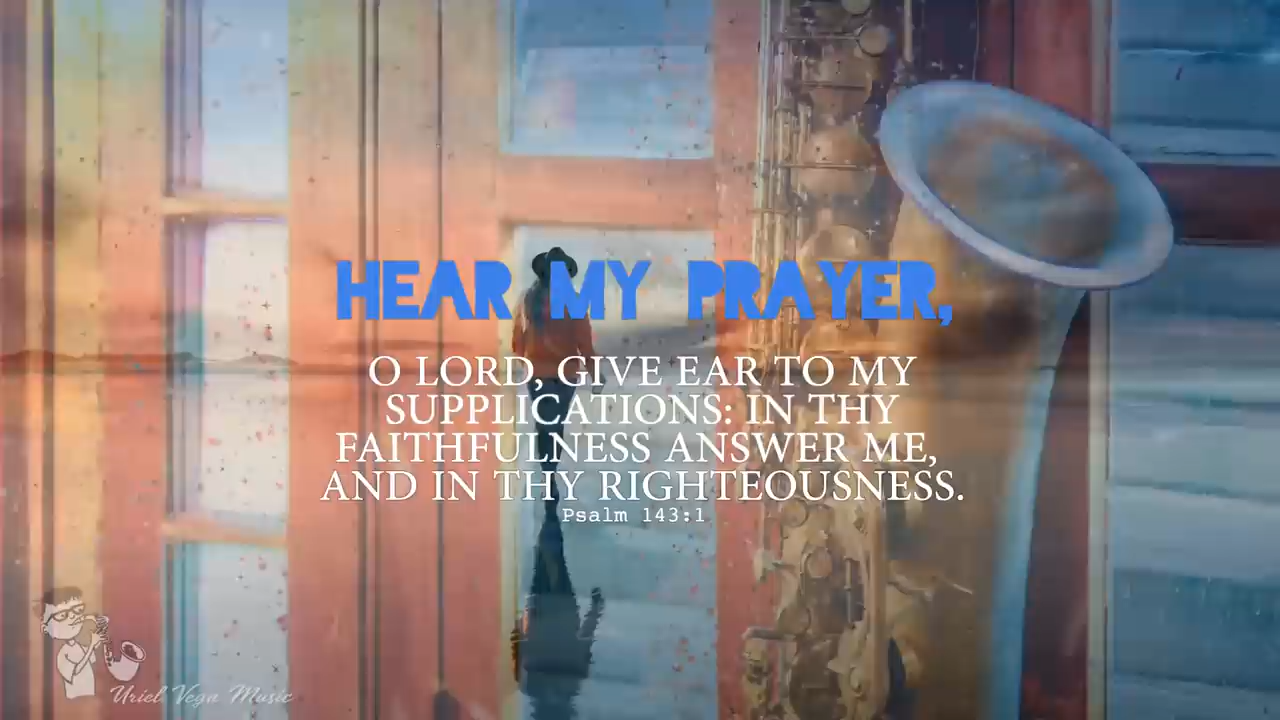 HEAR MY PRAYER,
O LORD, GIVE EAR TO MY
SUPPLICATIONS: IN THY
FAITHFULNESS ANSWER ME,
AND IN THY RIGHTEOUSNESS.
Psalm 143:1
Uriel Vega Music